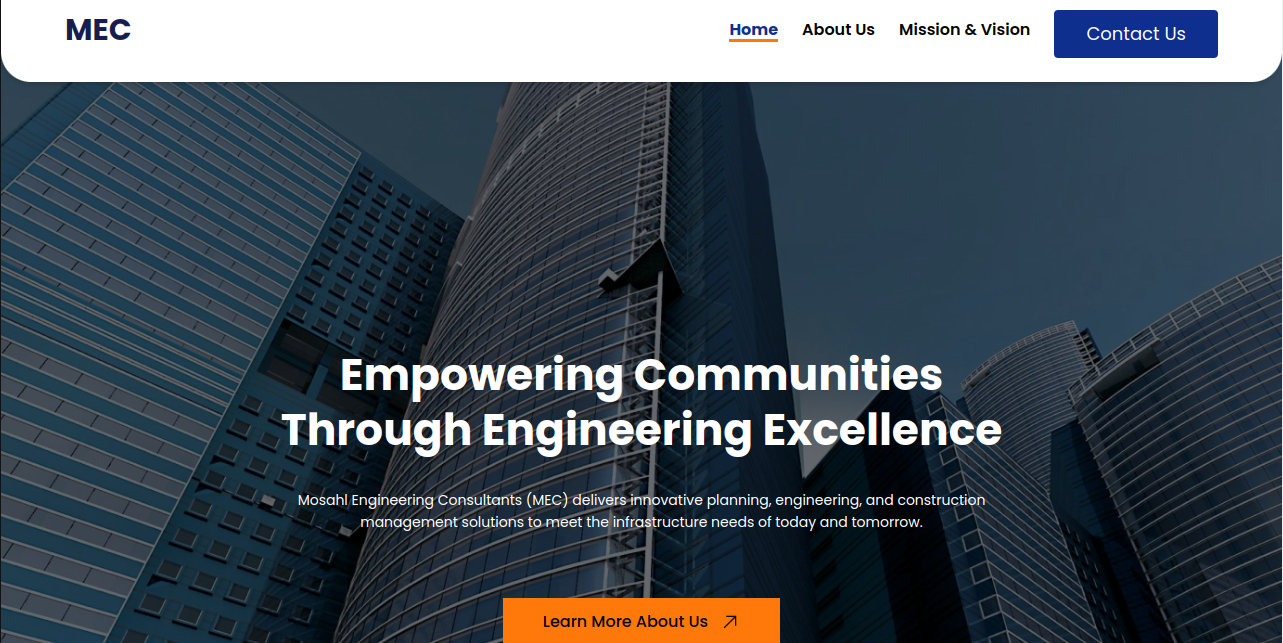 MEC
Home
About Us
Mission & Vision
Contact Us
Empowering Communities
Through Engineering Excellence
Mosahl Engineering Consultants (MEC) delivers innovative planning, engineering, and construction
management solutions to meet the infrastructure needs of today and tomorrow.
Learn More About Us